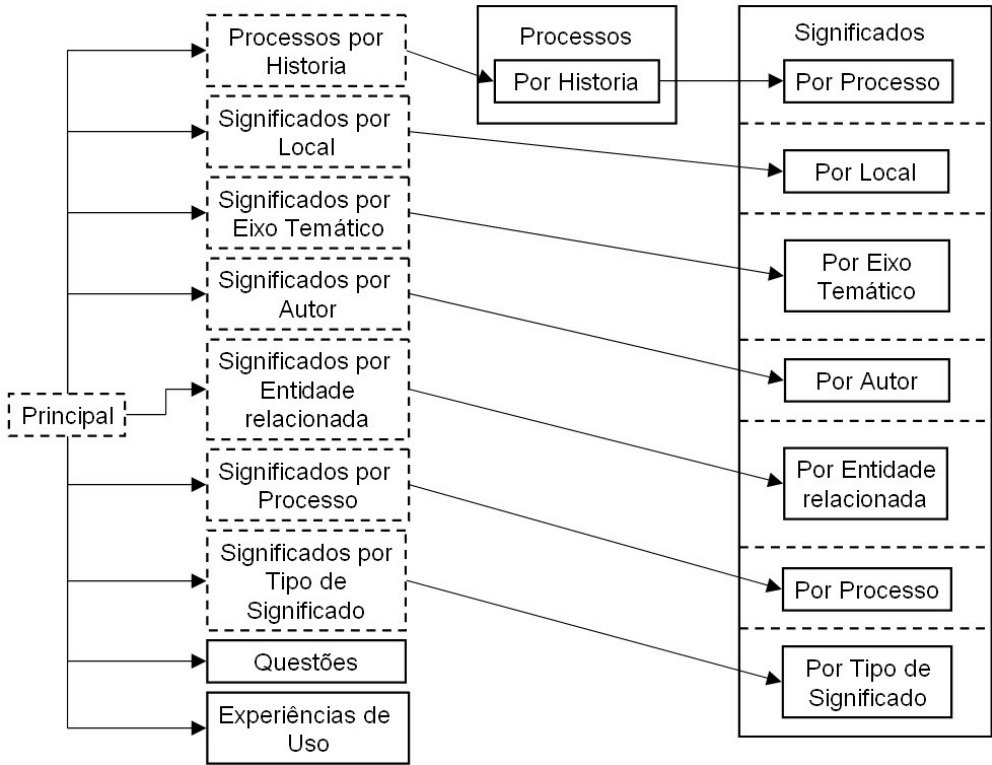 Processos por
Historia
Significados por
Local
Significados por
Eixo Temático
Significados por
Autor
Significados por
Entidade
relacionada
Significados por
Processo
Significados por
Tipo de
Significado
Questões
Experiências de
Uso
Principal
Processos
Por Historia
Significados
Por Processo
Por Local
Por Eixo
Temático
Por Autor
Por Entidade
relacionada
Por Processo
Por Tipo de
Significado